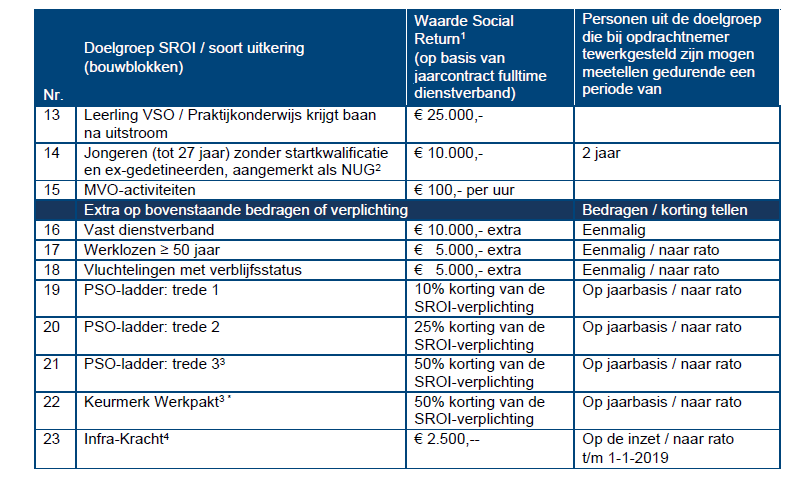 Nr.
Doelgroep SROI / soort uitkering
(bouwblokken)
Waarde Social
Return1
(op basis van
jaarcontract fulltime
dienstverband)
Personen uit de doelgroep
die bij opdrachtnemer
tewerkgesteld zijn mogen
meetellen gedurende een
periode van
13 Leerling VSO / Praktijkonderwijs krijgt baan
na uitstroom
€ 25.000,-
14 Jongeren (tot 27 jaar) zonder startkwalificatie
en ex-gedetineerden, aangemerkt als NUG2
€ 10.000,-
2 jaar
15 MVO-activiteiten € 100,- per uur
Extra op bovenstaande bedragen of verplichting Bedragen / korting tellen
16 Vast dienstverband € 10.000,- extra Eenmalig
17 Werklozen ≥ 50 jaar € 5.000,- extra Eenmalig / naar rato
18 Vluchtelingen met verblijfsstatus € 5.000,- extra Eenmalig / naar rato
19 PSO-ladder: trede 1 10% korting van de
SROI-verplichting
Op jaarbasis / naar rato
20 PSO-ladder: trede 2 25% korting van de
SROI-verplichting
Op jaarbasis / naar rato
21 PSO-ladder: trede 33 50% korting van de
SROI-verplichting
Op jaarbasis / naar rato
22 Keurmerk Werkpakt3 * 50% korting van de
SROI-verplichting
Op jaarbasis / naar rato
23 Infra-Kracht4 € 2.500,-- Op de inzet / naar rato
t/m 1-1-2019